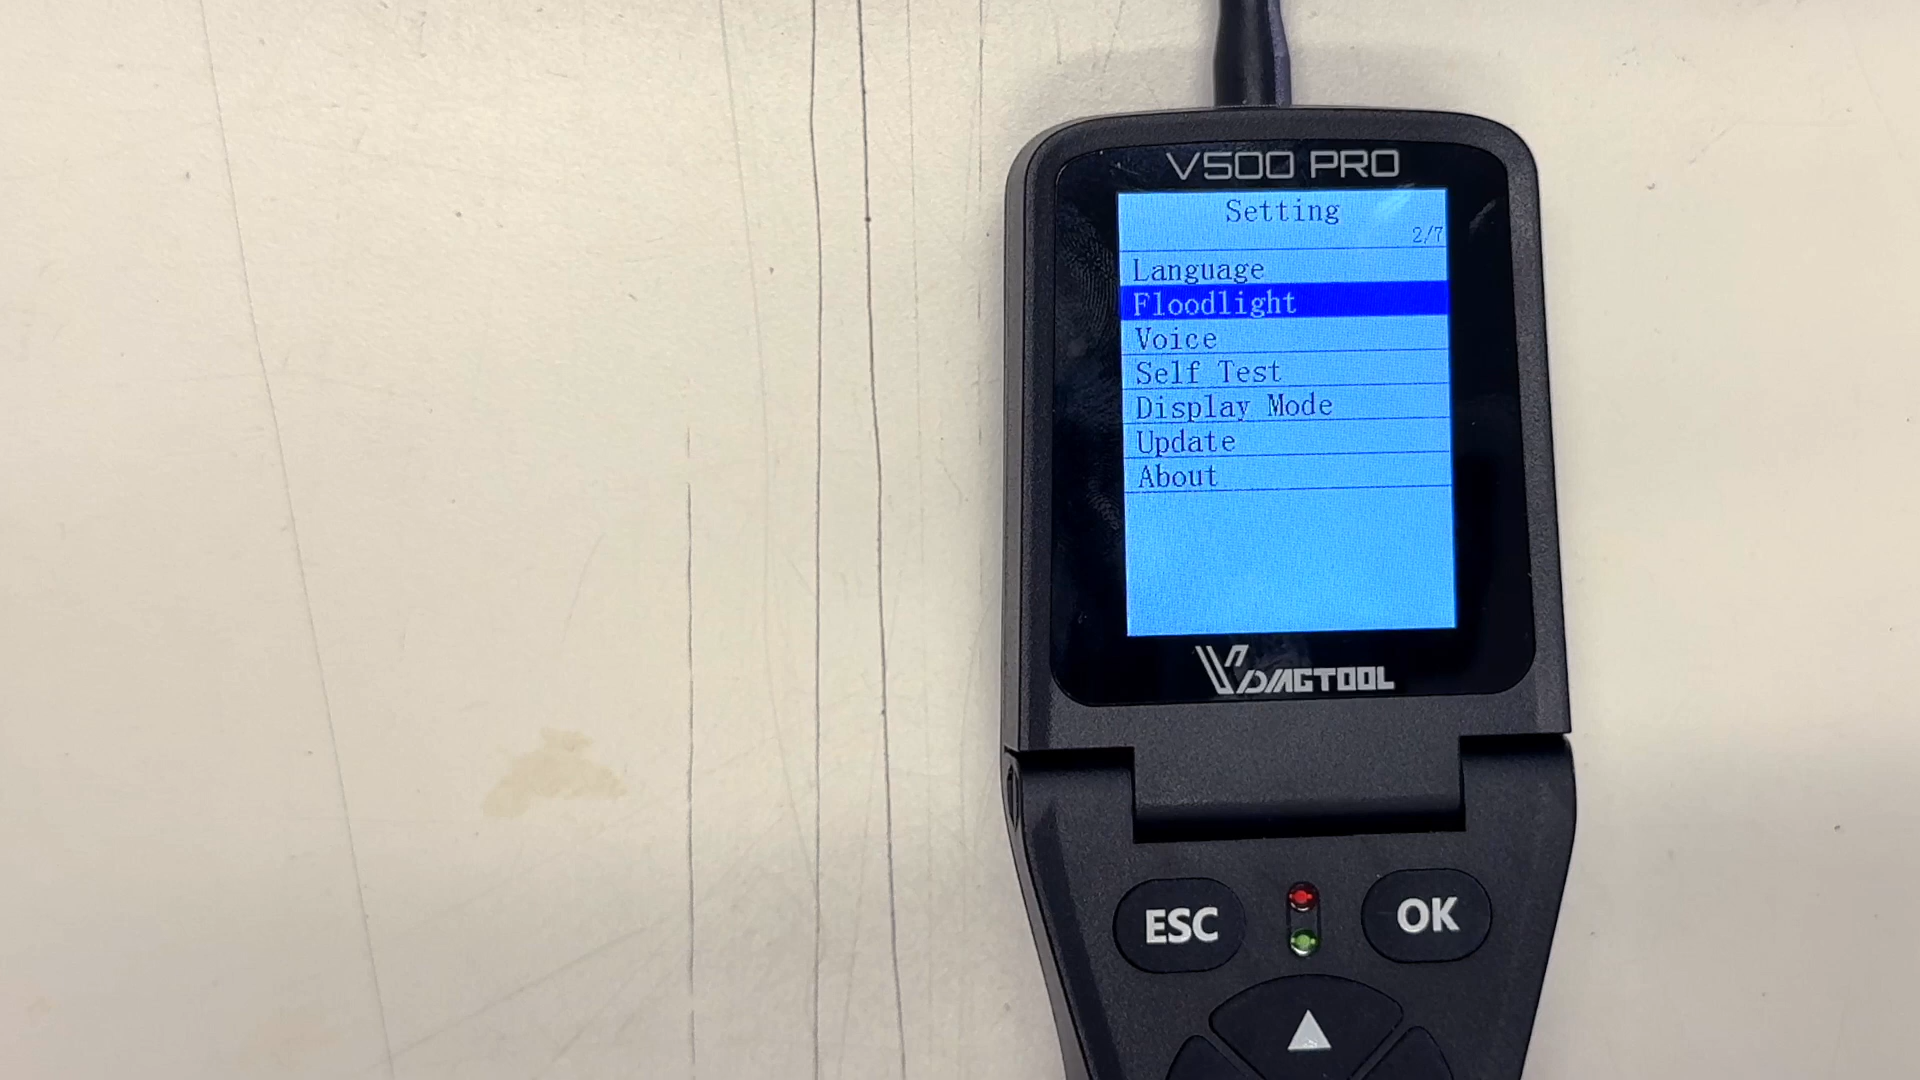 V500 PRO
Setting
2/7
Language
Floodlight
Voice
Self Test
Display Mode
Update
About
VDIAGTOOL
ESC
OK